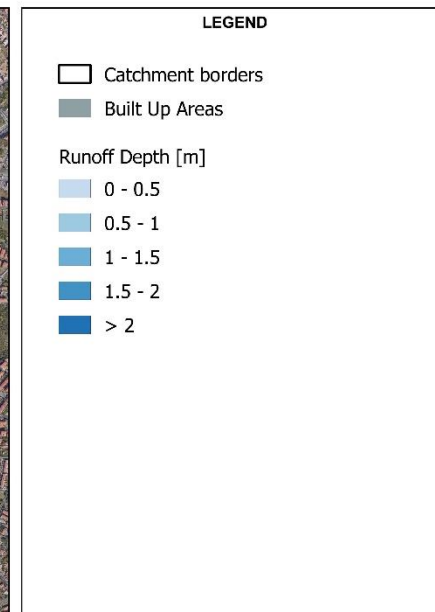 LEGEND
Catchment borders
Built Up Areas
Runoff Depth [m]
0 - 0.5
0.5 - 1
1 - 1.5
1.5 - 2
> 2